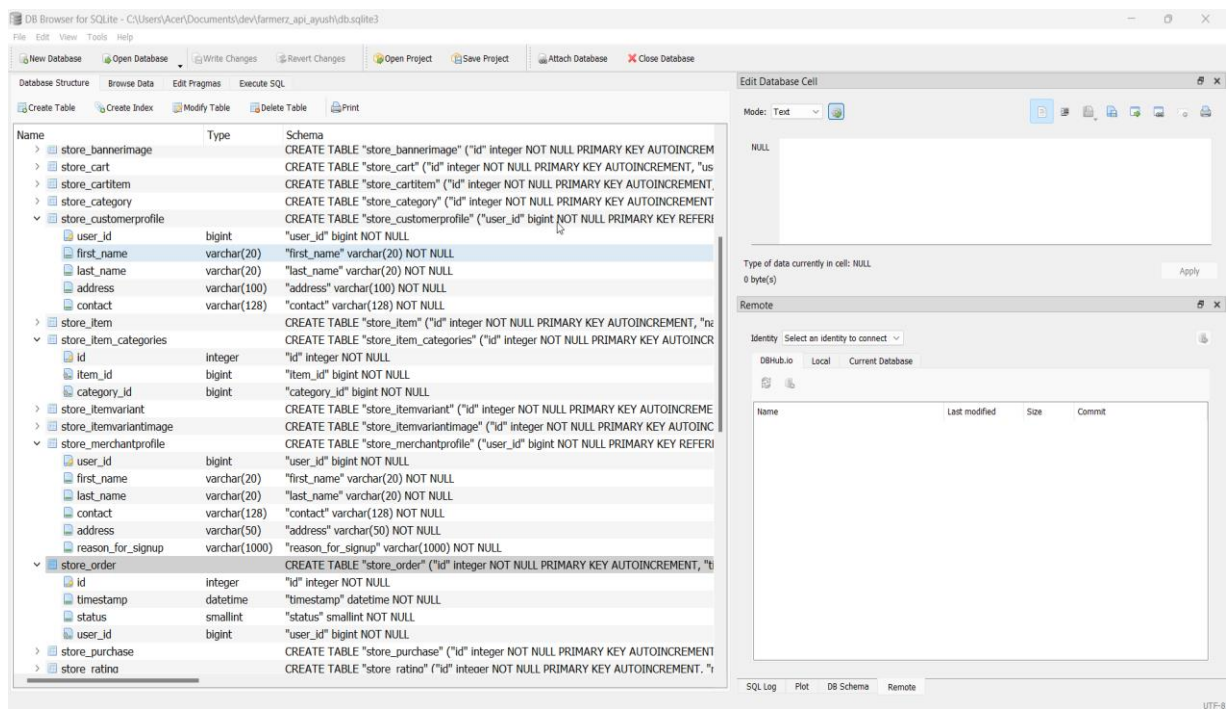 DB Browser for SQLite - C:\Users\Acer\Documents\dev\farmerz_api_ayush\db.sqlite3
File Edit View Tools Help
New Database Open Database Write Changes Revert Changes Open Project Save Project Attach Database Close Database
Database Structure Browse Data Edit Pragmas Execute SQL
Create Table Create Index Modify Table Delete Table Print
Name Type Schema
store_bannerimage CREATE TABLE "store_bannerimage" ("id" integer NOT NULL PRIMARY KEY AUTOINCREM
store_cart CREATE TABLE "store_cart" ("id" integer NOT NULL PRIMARY KEY AUTOINCREMENT, "us
store_cartitem CREATE TABLE "store_cartitem" ("id" integer NOT NULL PRIMARY KEY AUTOINCREMENT,
store_category CREATE TABLE "store_category" ("id" integer NOT NULL PRIMARY KEY AUTOINCREMENT
store_customerprofile CREATE TABLE "store_customerprofile" ("user_id" bigint NOT NULL PRIMARY KEY REFERE
user_id bigint "user_id" bigint NOT NULL
first_name varchar(20) "first_name" varchar(20) NOT NULL
last_name varchar(20) "last_name" varchar(20) NOT NULL
address varchar(100) "address" varchar(100) NOT NULL
contact varchar(128) "contact" varchar(128) NOT NULL
store_item CREATE TABLE "store_item" ("id" integer NOT NULL PRIMARY KEY AUTOINCREMENT, "na
store_item_categories CREATE TABLE "store_item_categories" ("id" integer NOT NULL PRIMARY KEY AUTOINCR
id integer "id" integer NOT NULL
item_id bigint "item_id" bigint NOT NULL
category_id bigint "category_id" bigint NOT NULL
store_itemvariant CREATE TABLE "store_itemvariant" ("id" integer NOT NULL PRIMARY KEY AUTOINCREME
store_itemvariantimage CREATE TABLE "store_itemvariantimage" ("id" integer NOT NULL PRIMARY KEY AUTOINC
store_merchantprofile CREATE TABLE "store_merchantprofile" ("user_id" bigint NOT NULL PRIMARY KEY REFERE
user_id bigint "user_id" bigint NOT NULL
first_name varchar(20) "first_name" varchar(20) NOT NULL
last_name varchar(20) "last_name" varchar(20) NOT NULL
contact varchar(128) "contact" varchar(128) NOT NULL
address varchar(50) "address" varchar(50) NOT NULL
reason_for_signup varchar(1000) "reason_for_signup" varchar(1000) NOT NULL
store_order CREATE TABLE "store_order" ("id" integer NOT NULL PRIMARY KEY AUTOINCREMENT, "ti
id integer "id" integer NOT NULL
timestamp datetime "timestamp" datetime NOT NULL
status smallint "status" smallint NOT NULL
user_id bigint "user_id" bigint NOT NULL
store_purchase CREATE TABLE "store_purchase" ("id" integer NOT NULL PRIMARY KEY AUTOINCREMENT
store_rating CREATE TABLE "store_rating" ("id" integer NOT NULL PRIMARY KEY AUTOINCREMENT, "r
Edit Database Cell
Mode: Text
NULL
Type of data currently in cell: NULL
0 byte(s)
Apply
Remote
Identity Select an identity to connect
DBHub.io Local Current Database
Name Last modified Size Commit
SQL Log Plot DB Schema Remote
UTF-8